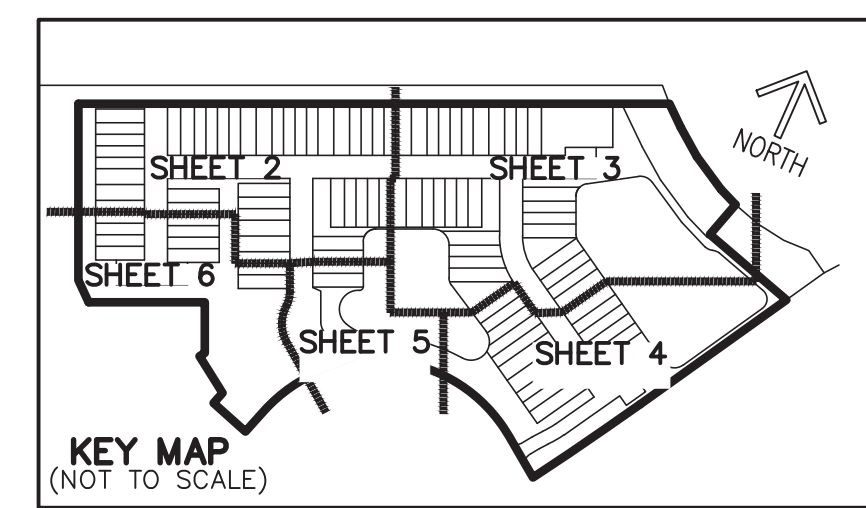 NORTH
SHEET 2
SHEET 3
SHEET 6
SHEET 5
SHEET 4
KEY MAP
(NOT TO SCALE)